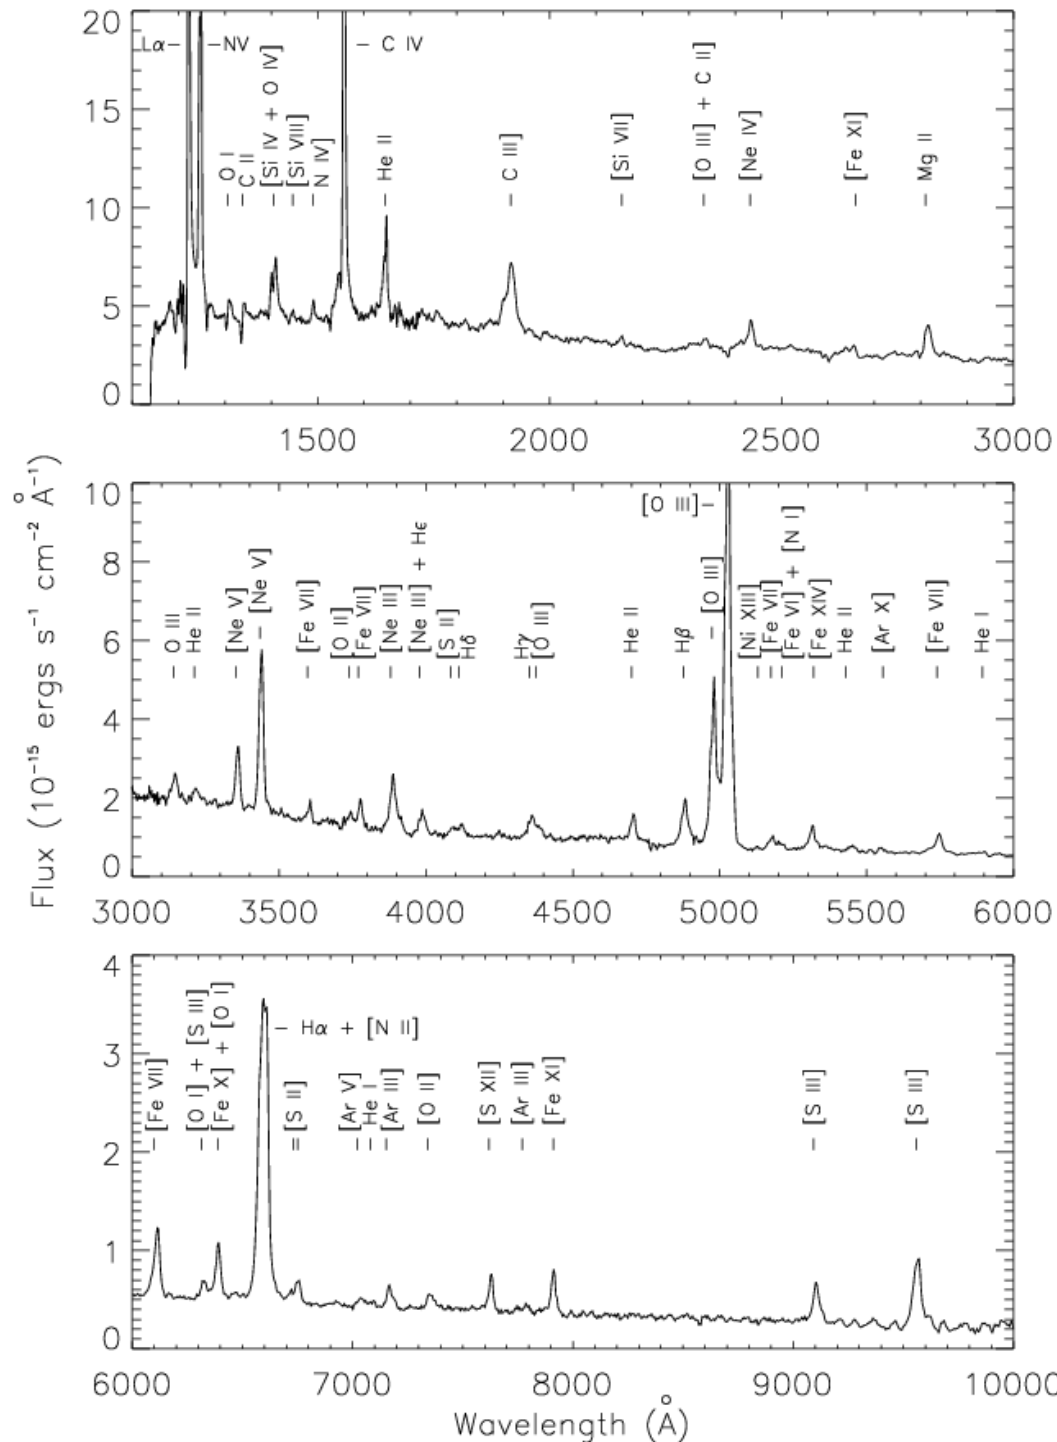 20
15
10
5
0
Lα
NV
C IV
O I
C II
[Si IV + O IV]
[Si VIII]
N IV]
He II
C III]
[Si VII]
[O III] + C II]
[Ne IV]
[Fe XI]
Mg II
1500
2000
2500
3000
Flux (10⁻¹⁵ ergs s⁻¹ cm⁻² Å⁻¹)
10
8
6
4
2
0
O III
He II
[Ne V]
[Ne V]
[Fe VII]
[O II]
[Fe VII]
[Ne III]
[Ne III] + Hε
[S II]
Hδ
Hγ
[O III]
He II
Hβ
[O III]
[O III]
[Ni XIII]
[Fe VII]
[Fe VI] + [N I]
[Fe XIV]
He II
[Ar X]
[Fe VII]
He I
3000
3500
4000
4500
5000
5500
6000
4
3
2
1
0
[Fe VII]
[O I] + [S III]
[Fe X] + [O I]
Hα + [N II]
[S II]
[Ar V]
He I
[Ar III]
[O II]
[S XII]
[Ar III]
[Fe XI]
[S III]
[S III]
6000
7000
8000
9000
10000
Wavelength (Å)